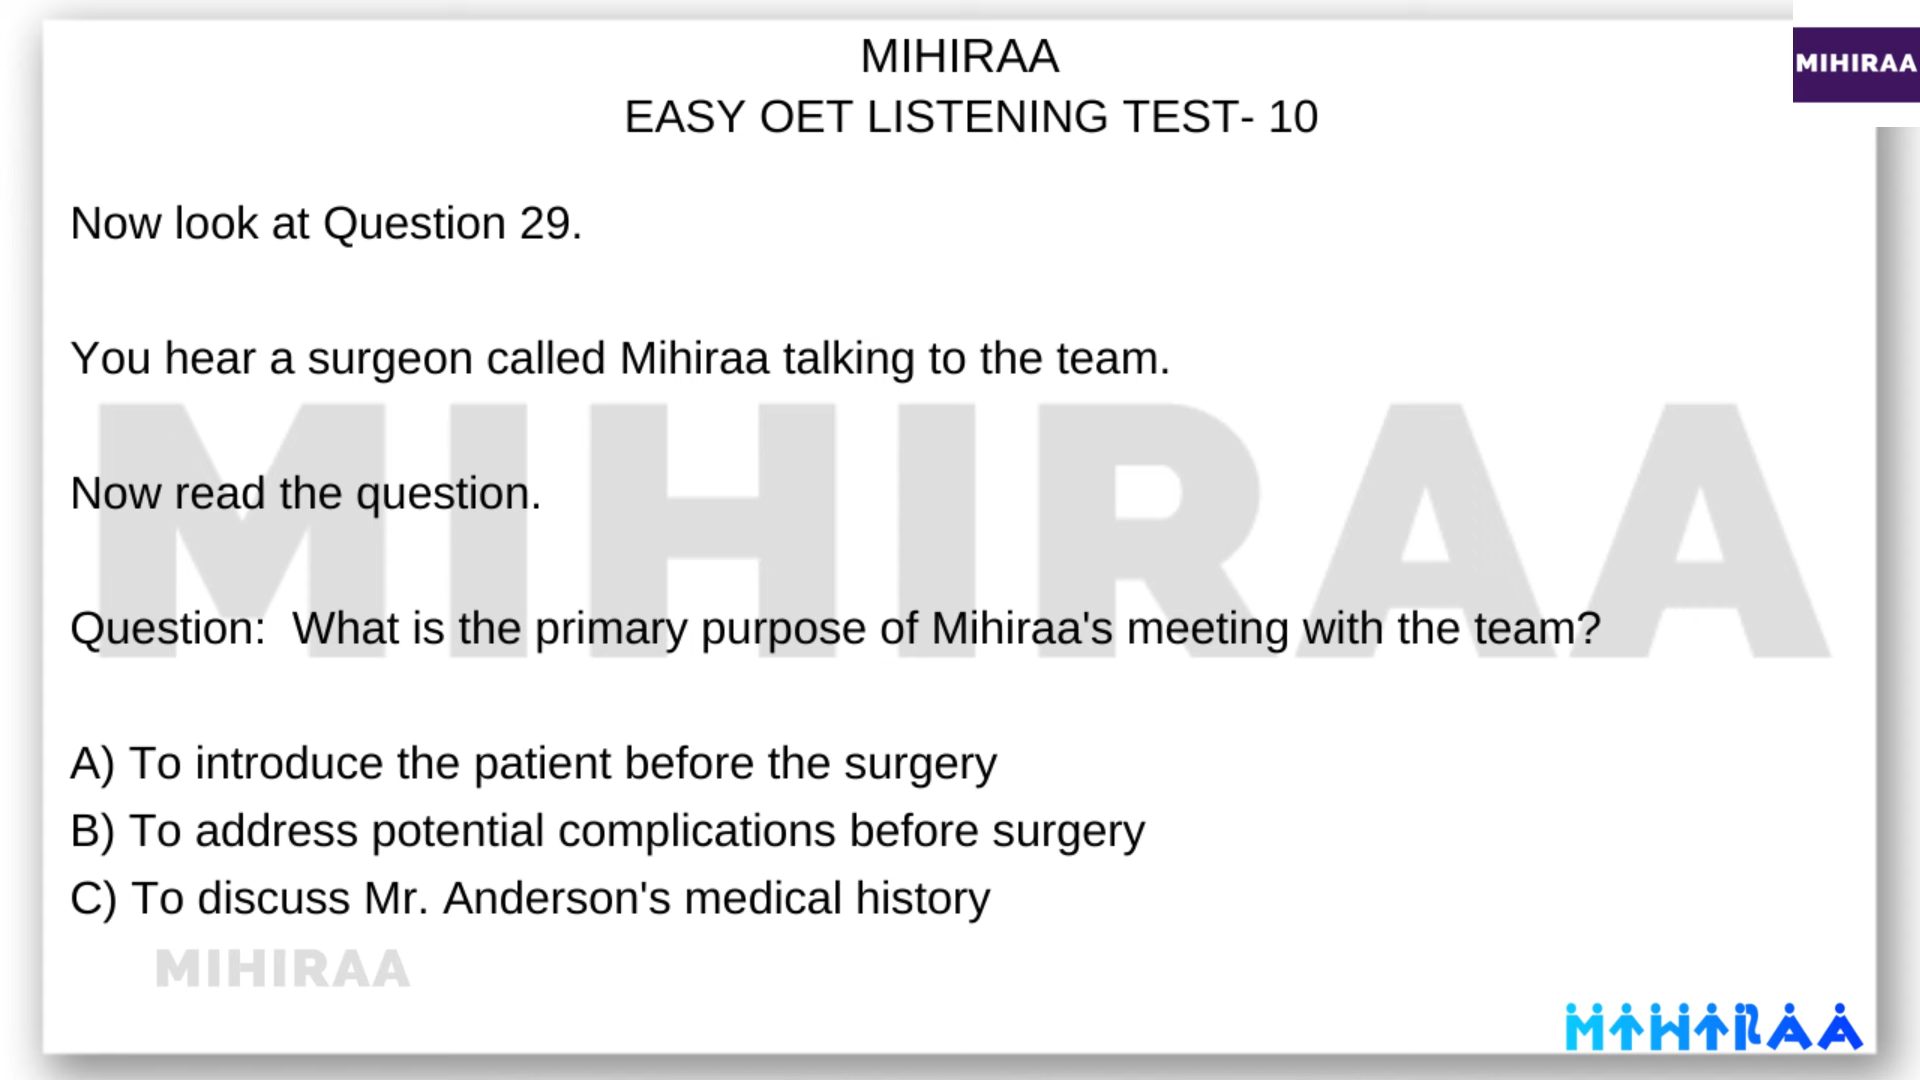 MIHIRAA
MIHIRAA
EASY OET LISTENING TEST- 10
Now look at Question 29.
You hear a surgeon called Mihiraa talking to the team.
MIHIRAA
Now read the question.
Question:  What is the primary purpose of Mihiraa's meeting with the team?
A) To introduce the patient before the surgery
B) To address potential complications before surgery
C) To discuss Mr. Anderson's medical history
MIHIRAA
MIHIRAA